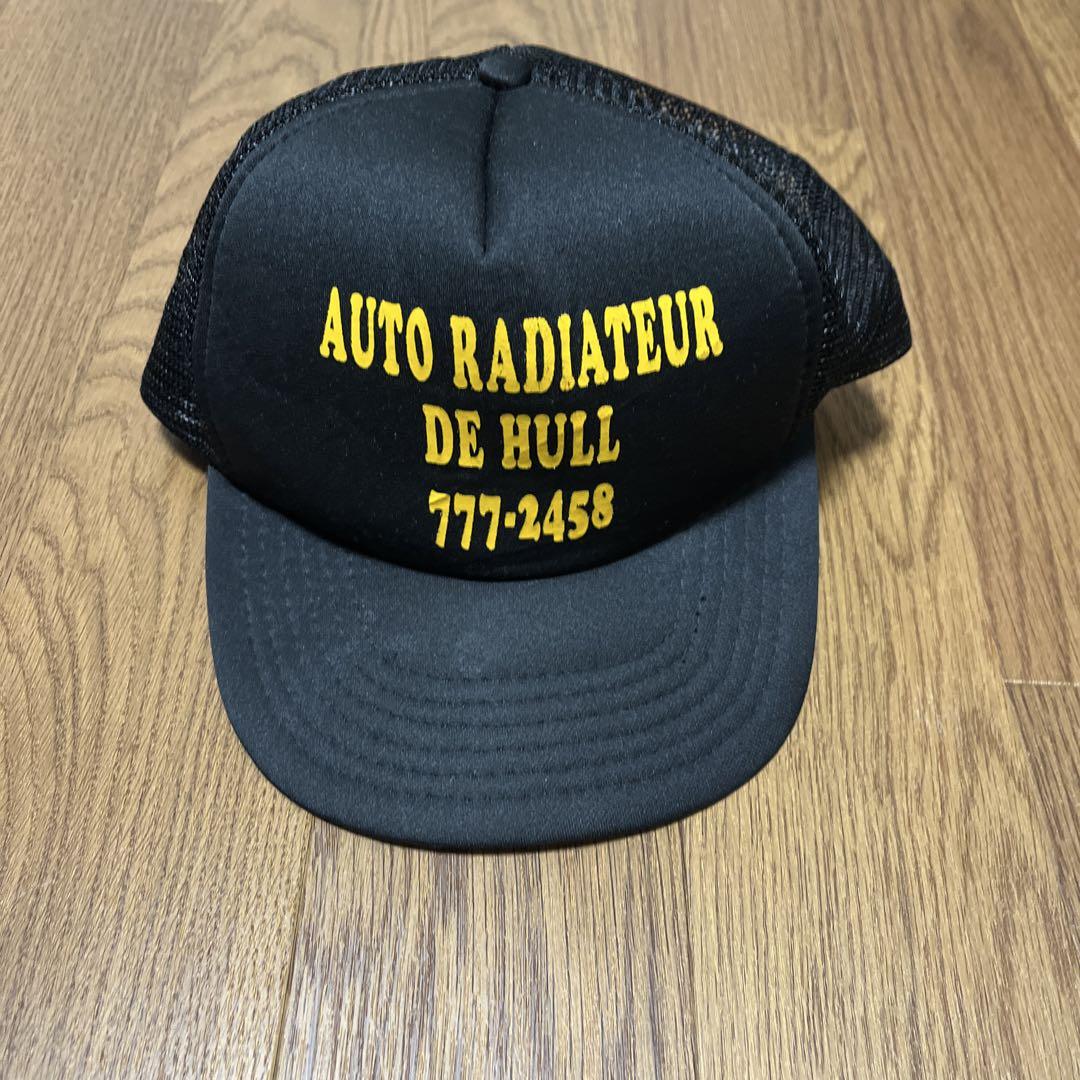 AUTO RADIATEUR
DE HULL
777-2458